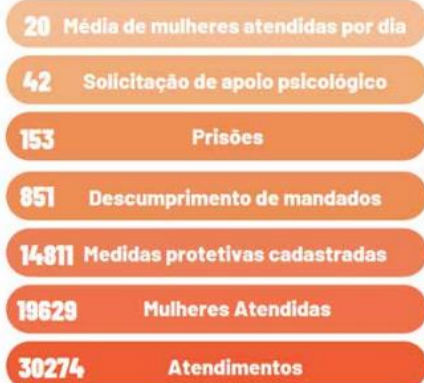 20 Média de mulheres atendidas por dia
42 Solicitação de apoio psicológico
153 Prisões
851 Descumprimento de mandados
14811 Medidas protetivas cadastradas
19629 Mulheres Atendidas
30274 Atendimentos